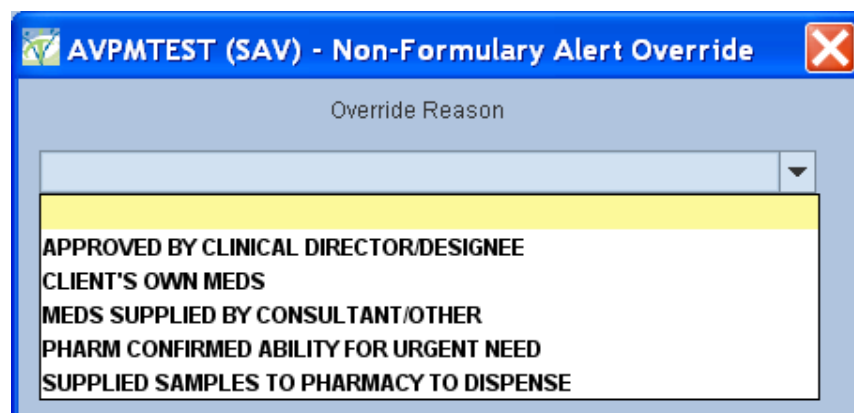 AVPMTEST (SAV) - Non-Formulary Alert Override
Override Reason
APPROVED BY CLINICAL DIRECTOR/DESIGNEE
CLIENT'S OWN MEDS
MEDS SUPPLIED BY CONSULTANT/OTHER
PHARM CONFIRMED ABILITY FOR URGENT NEED
SUPPLIED SAMPLES TO PHARMACY TO DISPENSE